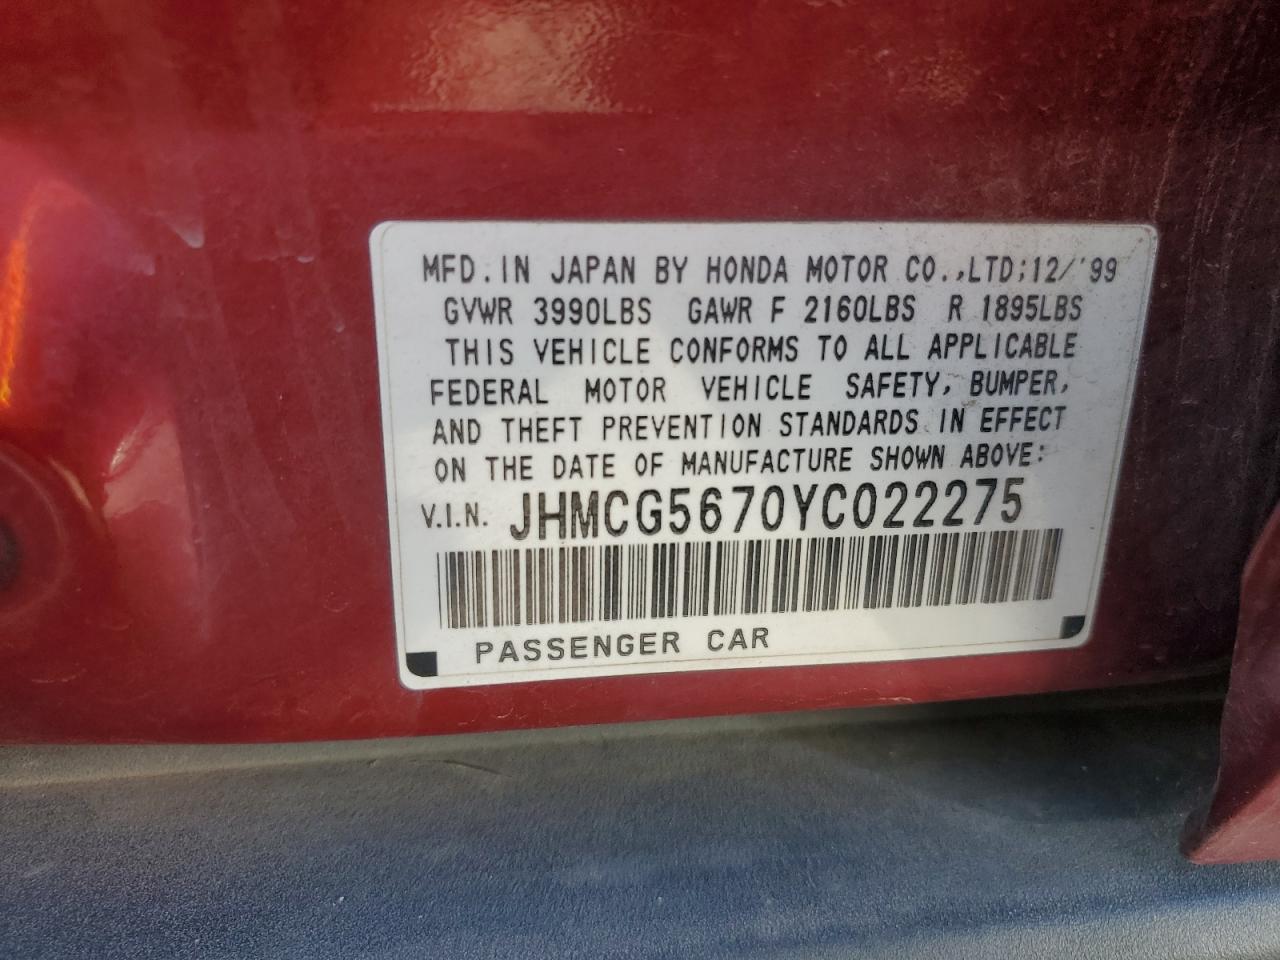 MFD. IN JAPAN BY HONDA MOTOR CO.,LTD; 12/'99
GVWR 3990LBS GAWR F 2160LBS R 1895LBS
THIS VEHICLE CONFORMS TO ALL APPLICABLE
FEDERAL MOTOR VEHICLE SAFETY, BUMPER,
AND THEFT PREVENTION STANDARDS IN EFFECT
ON THE DATE OF MANUFACTURE SHOWN ABOVE:
V.I.N. JHMCG5670YC022275
PASSENGER CAR